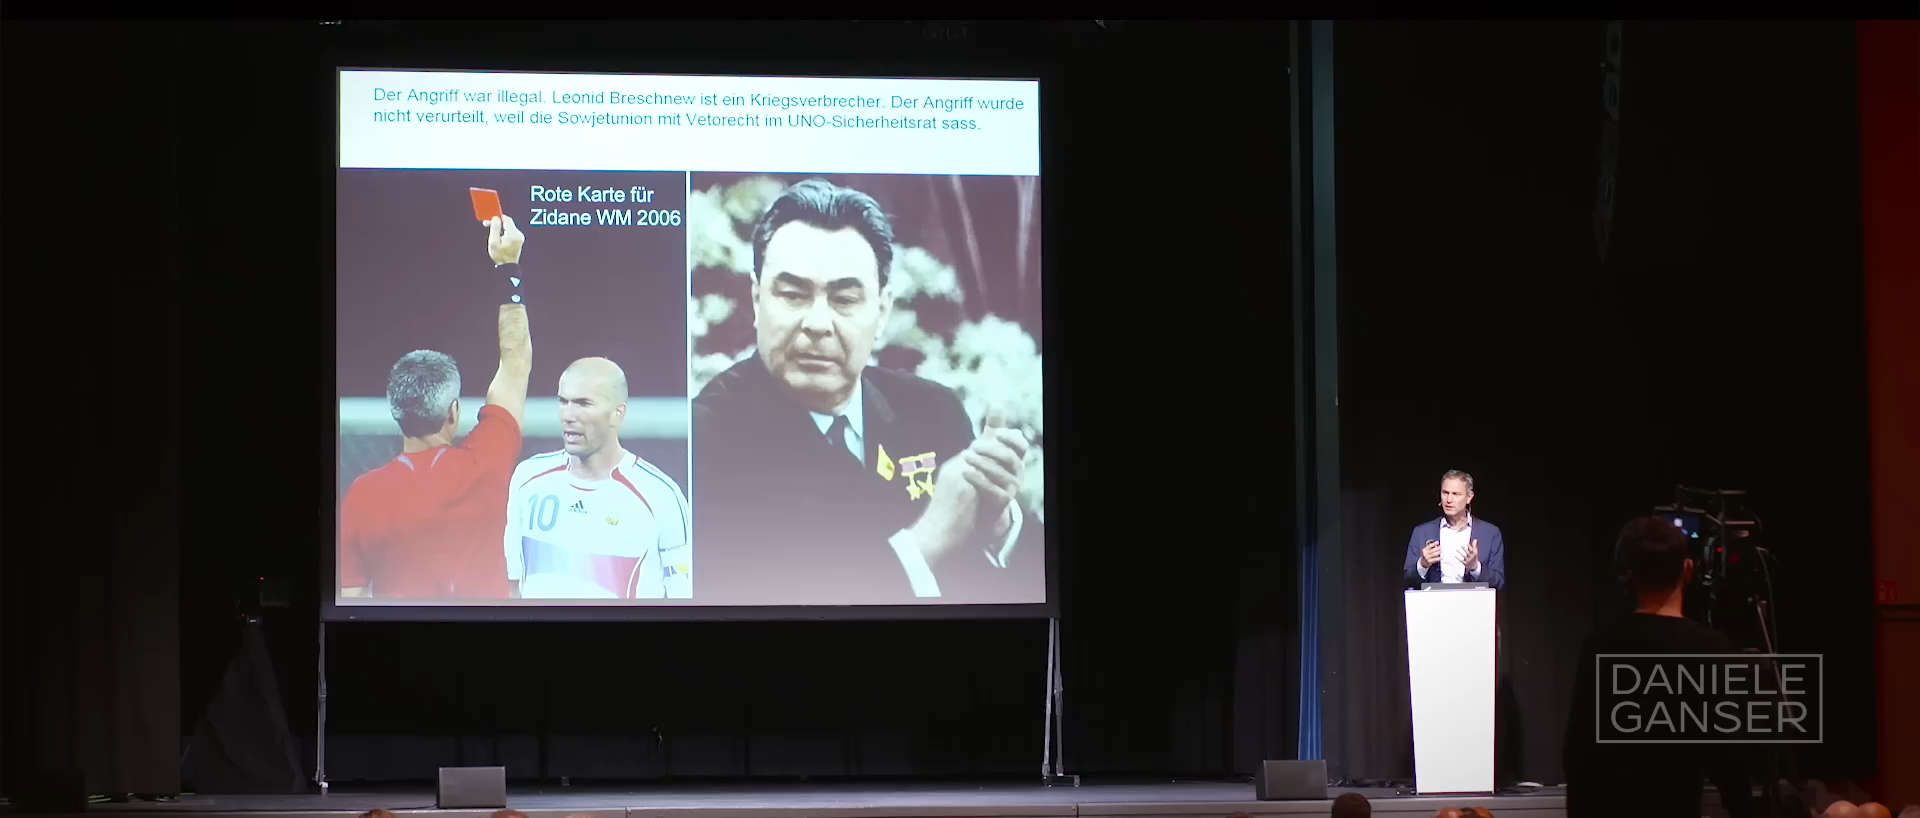 Der Angriff war illegal. Leonid Breschnew ist ein Kriegsverbrecher. Der Angriff wurde
nicht verurteilt, weil die Sowjetunion mit Vetorecht im UNO-Sicherheitsrat sass.
Rote Karte für
Zidane WM 2006
10
adidas
DANIELE
GANSER